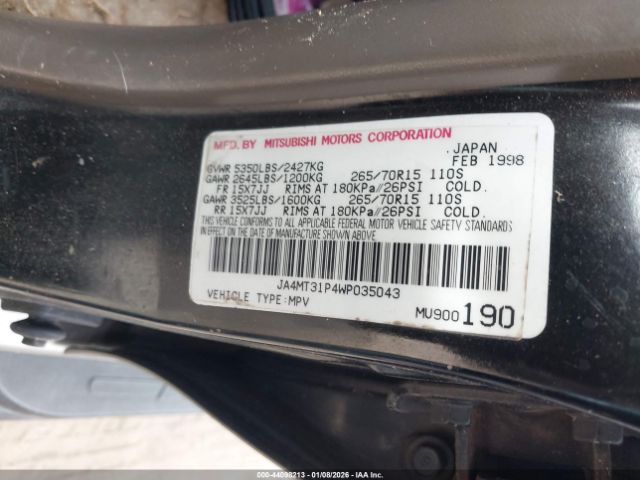 MFD. BY MITSUBISHI MOTORS CORPORATION
JAPAN
GVWR 5350LBS/2427KG FEB 1998
GAWR 2645LBS/1200KG 265/70R15 110S
FR 15X7JJ RIMS AT 180KPa//26PSI COLD.
GAWR 3525LBS/1600KG 265/70R15 110S
RR 15X7JJ RIMS AT 180KPa//26PSI COLD.
THIS VEHICLE CONFORMS TO ALL APPLICABLE FEDERAL MOTOR VEHICLE SAFETY STANDARDS
IN EFFECT ON THE DATE OF MANUFACTURE SHOWN ABOVE.
JA4MT31P4WP035043
VEHICLE TYPE:MPV
MU900 190
000-44098213 - 01/08/2026 - IAAI.CA